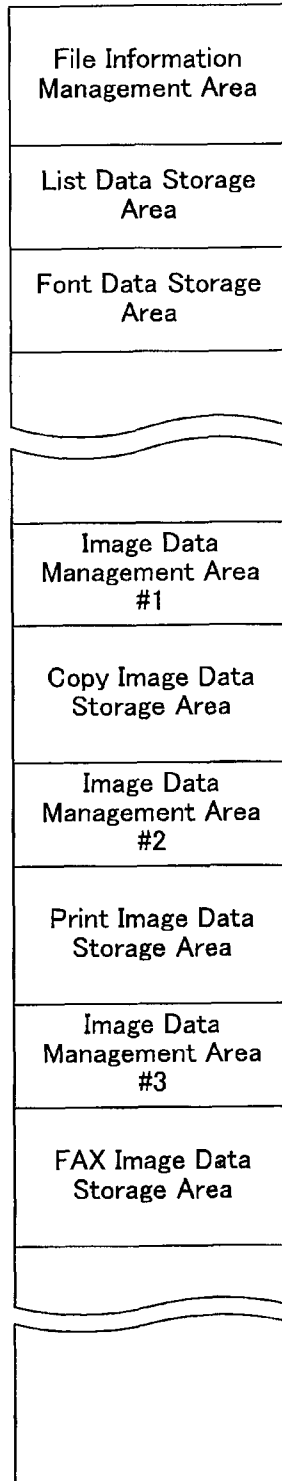 File Information
Management Area
List Data Storage
Area
Font Data Storage
Area
Image Data
Management Area
#1
Copy Image Data
Storage Area
Image Data
Management Area
#2
Print Image Data
Storage Area
Image Data
Management Area
#3
FAX Image Data
Storage Area